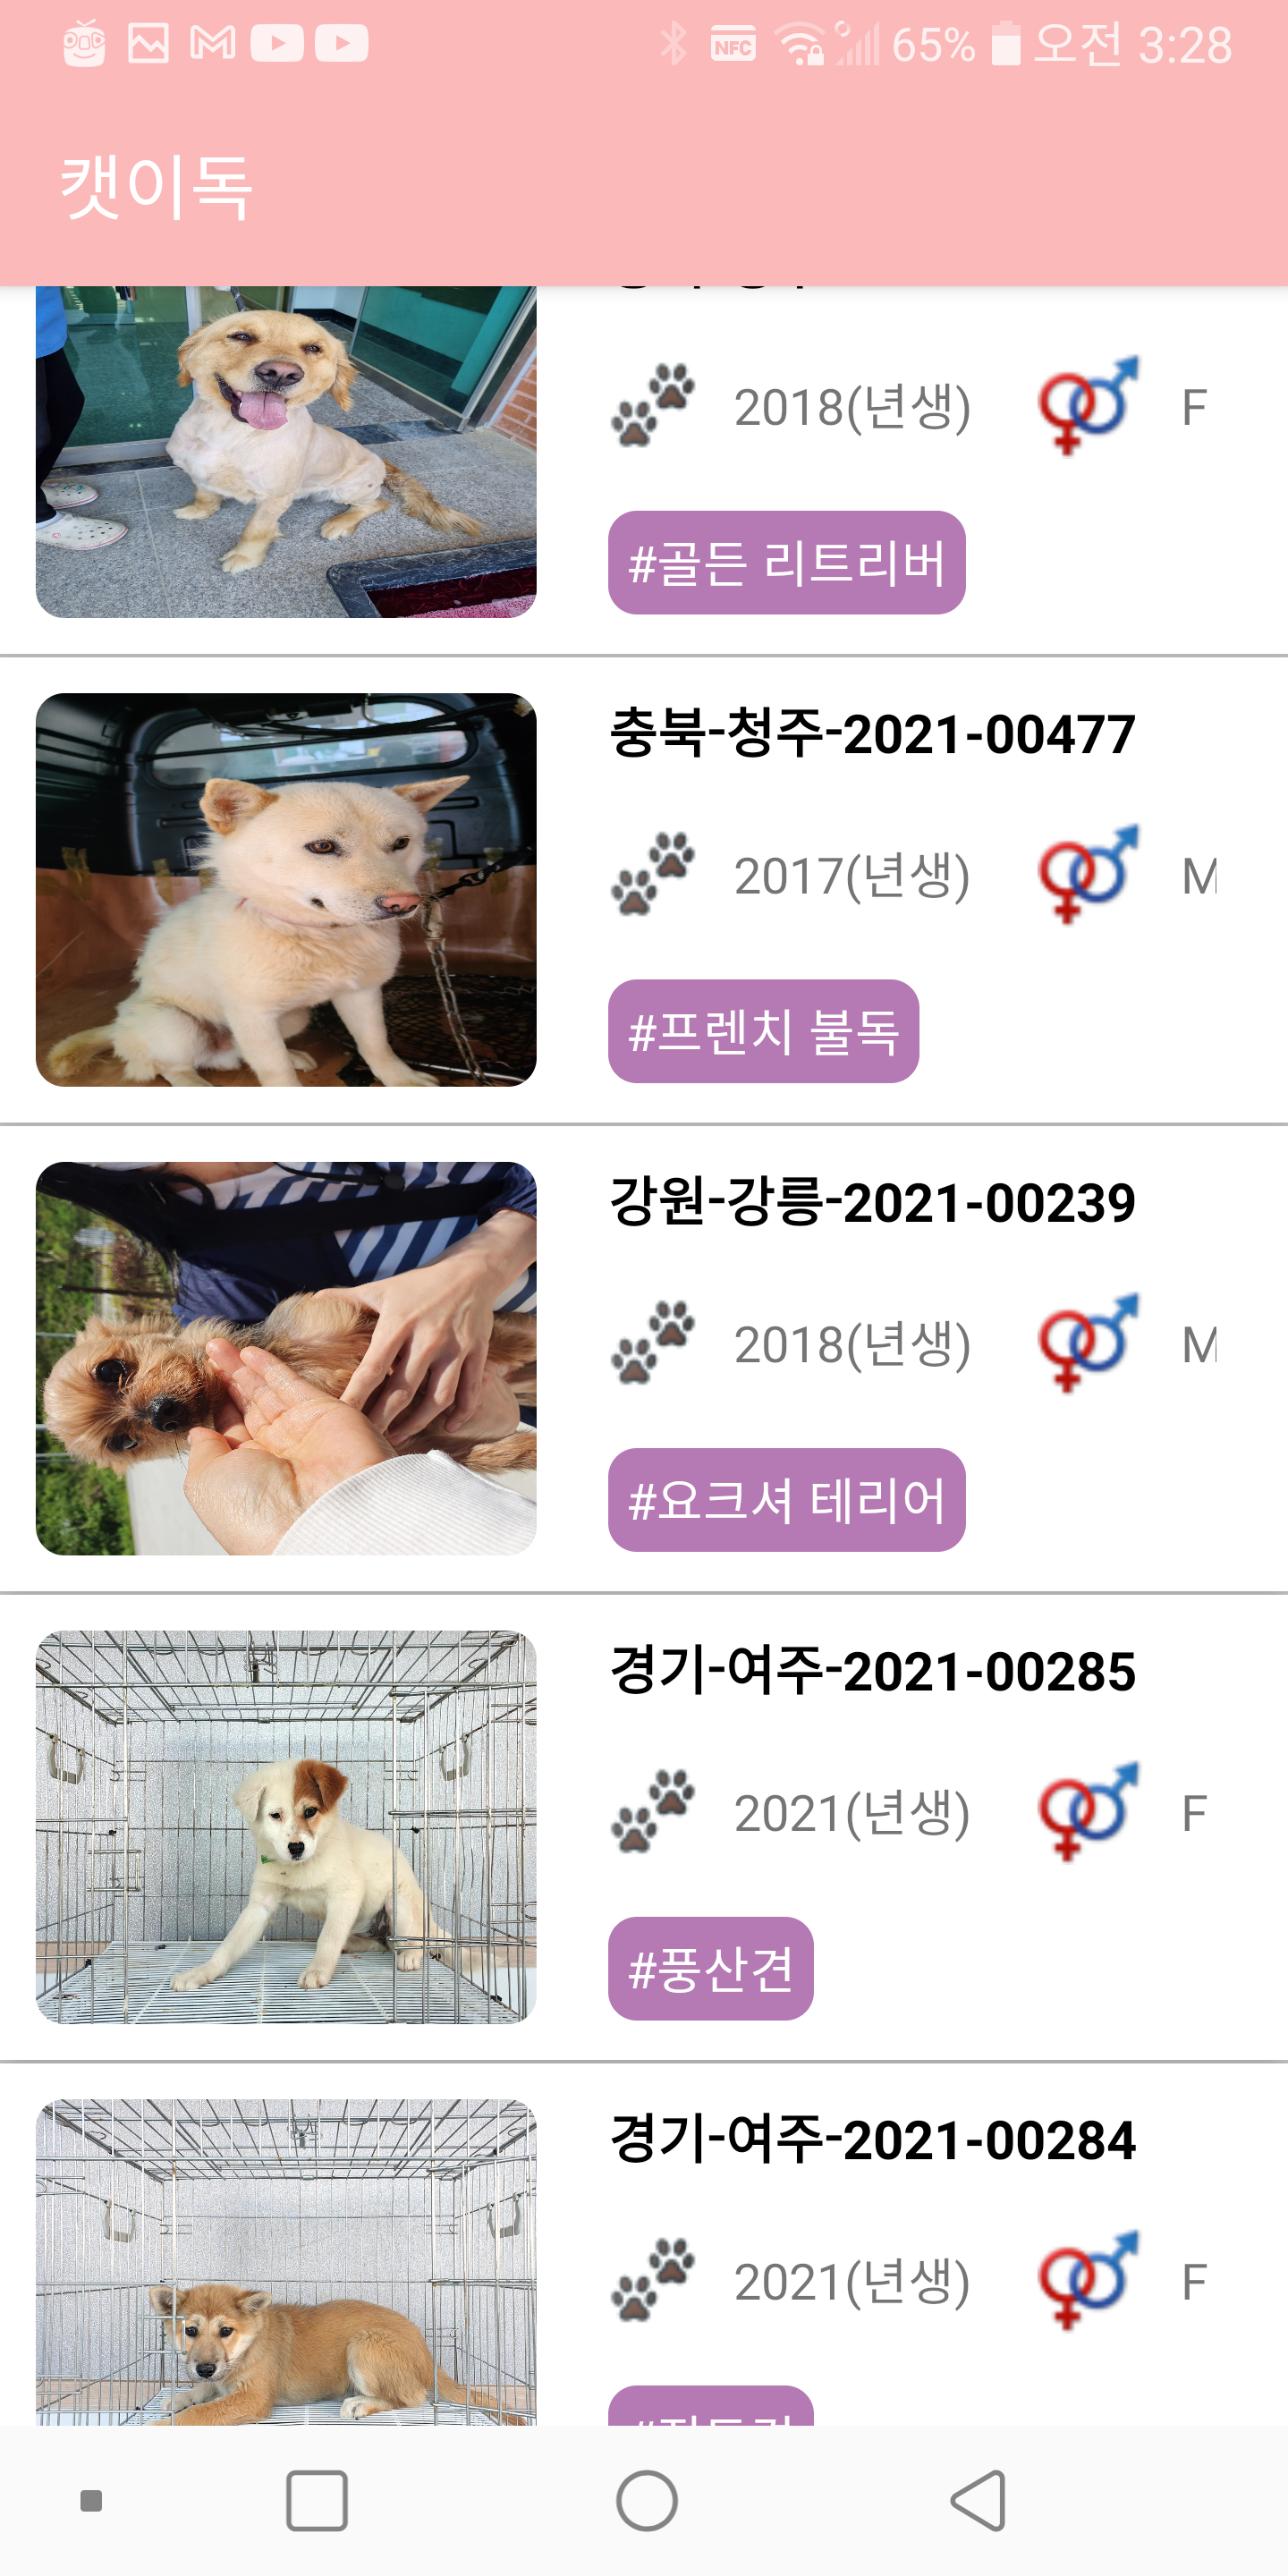 NFC 65% 오전 3:28
캣이독
2018(년생) F
#골든 리트리버
충북-청주-2021-00477
2017(년생) M
#프렌치 불독
강원-강릉-2021-00239
2018(년생) M
#요크셔 테리어
경기-여주-2021-00285
2021(년생) F
#풍산견
경기-여주-2021-00284
2021(년생) F